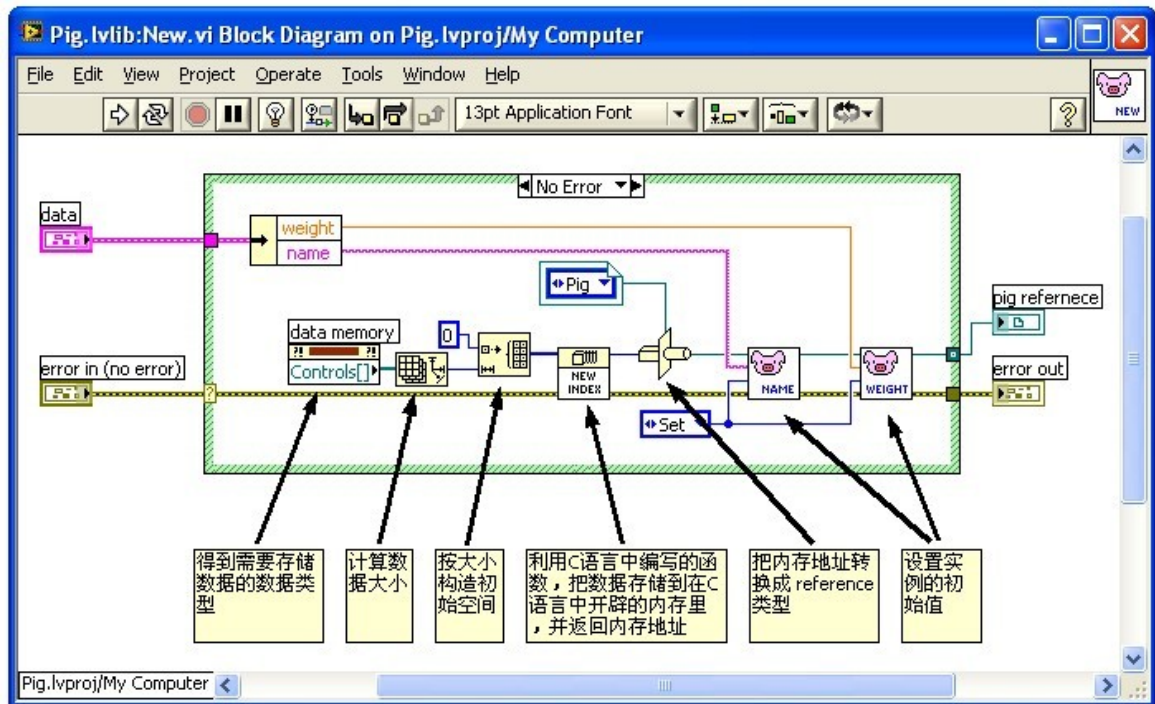 Pig.lvlib:New.vi Block Diagram on Pig.lvproj/My Computer
File Edit View Project Operate Tools Window Help
13pt Application Font
NEW
No Error
data
weight
name
Pig
pig refernece
data memory
0
Controls[]
error in (no error)
NEW
INDEX
NAME
WEIGHT
error out
Set
得到需要存储
数据的数据类
型
计算数
据大小
按大小
构造初
始空间
利用C语言中编写的函
数，把数据存储到在C
语言中开辟的内存里
，并返回内存地址
把内存地址转
换成 reference
类型
设置实
例的初
始值
Pig.lvproj/My Computer